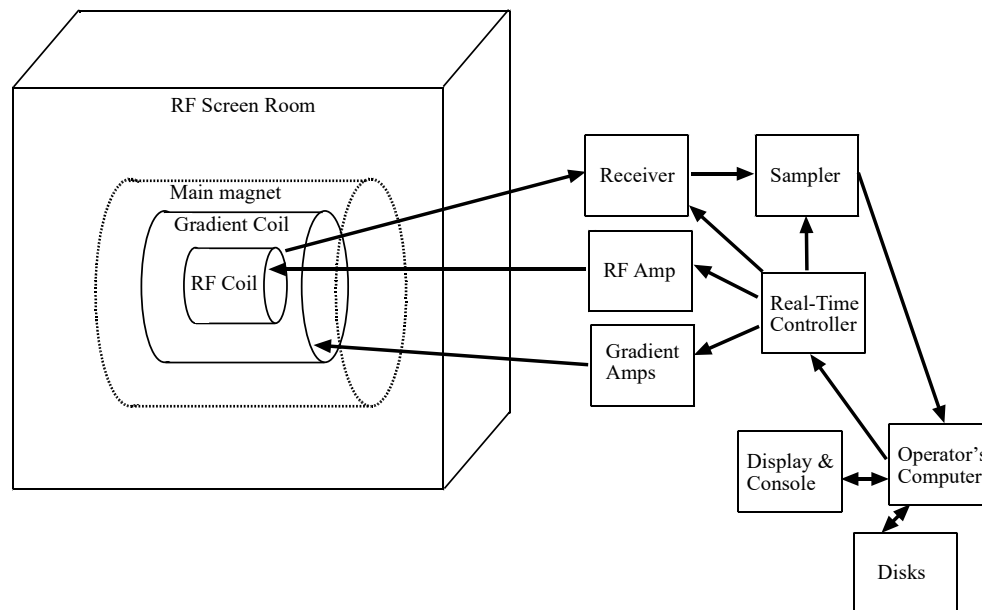 RF Screen Room
Main magnet
Gradient Coil
RF Coil
Receiver
Sampler
RF Amp
Real-Time
Controller
Gradient
Amps
Display &
Console
Operator's
Computer
Disks